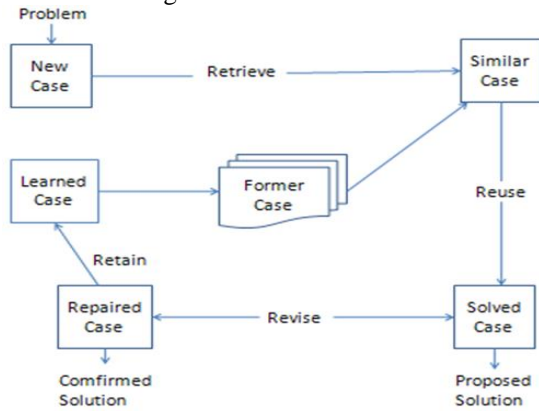 Problem
New
Case
Retrieve
Similar
Case
Learned
Case
Former
Case
Reuse
Retain
Repaired
Case
Revise
Solved
Case
Comfirmed
Solution
Proposed
Solution